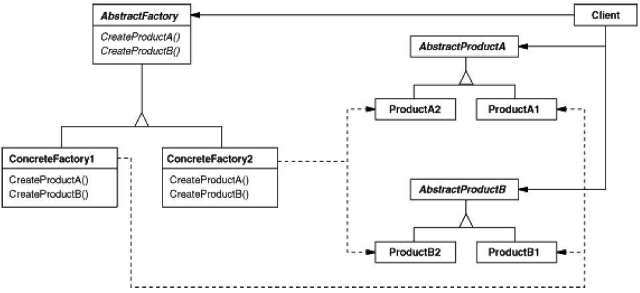 AbstractFactory
CreateProductA()
CreateProductB()
Client
AbstractProductA
ProductA2
ProductA1
ConcreteFactory1
CreateProductA()
CreateProductB()
ConcreteFactory2
CreateProductA()
CreateProductB()
AbstractProductB
ProductB2
ProductB1